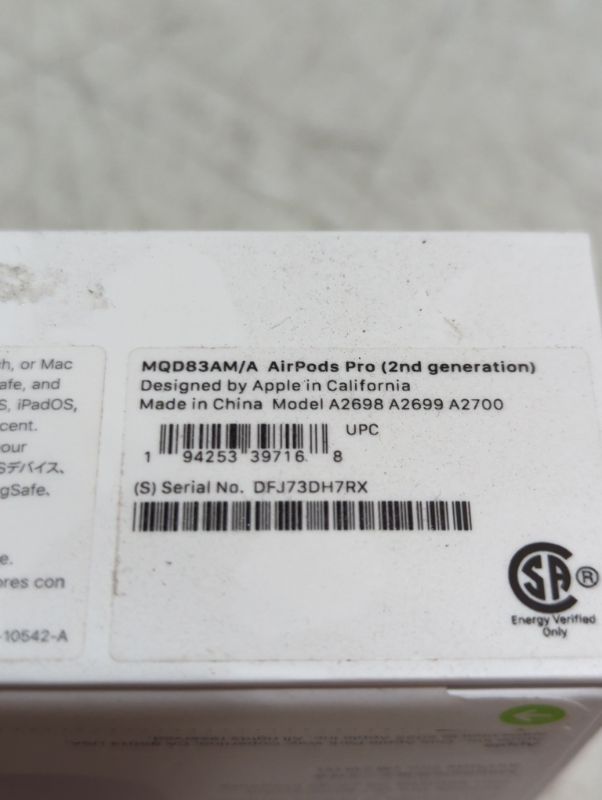 h, or Mac
afe, and
S, iPadOS,
cent.
our
Sデバイス、
gSafe、
e.
ores con
-10542-A
MQD83AM/A AirPods Pro (2nd generation)
Designed by Apple in California
Made in China Model A2698 A2699 A2700
UPC
1 94253 39716 8
(S) Serial No. DFJ73DH7RX
CSA ®
Energy Verified
Only